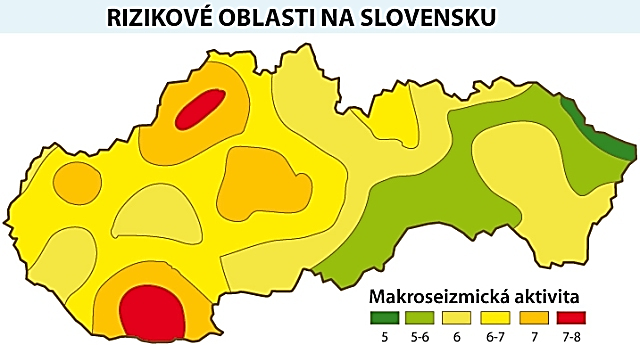 RIZIKOVÉ OBLASTI NA SLOVENSKU
Makroseizmická aktivita
5 5-6 6 6-7 7 7-8